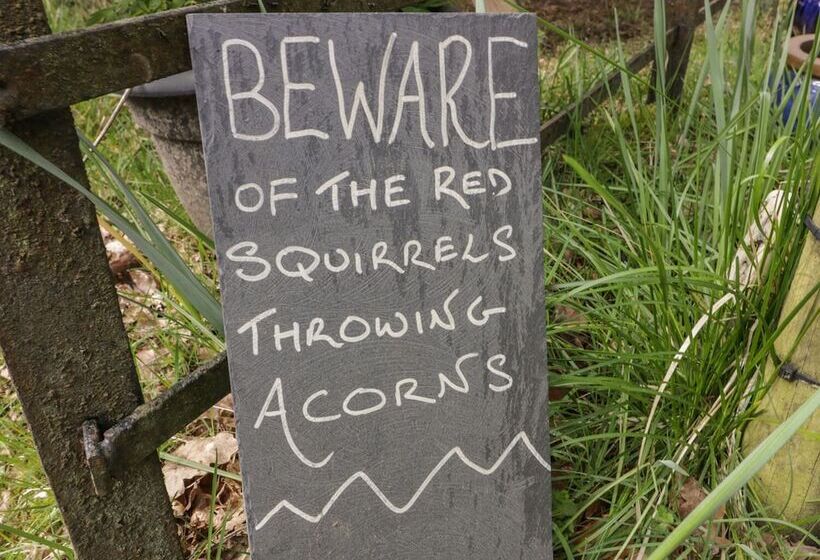 BEWARE
OF THE RED
SQUIRRELS
THROWING
ACORNS